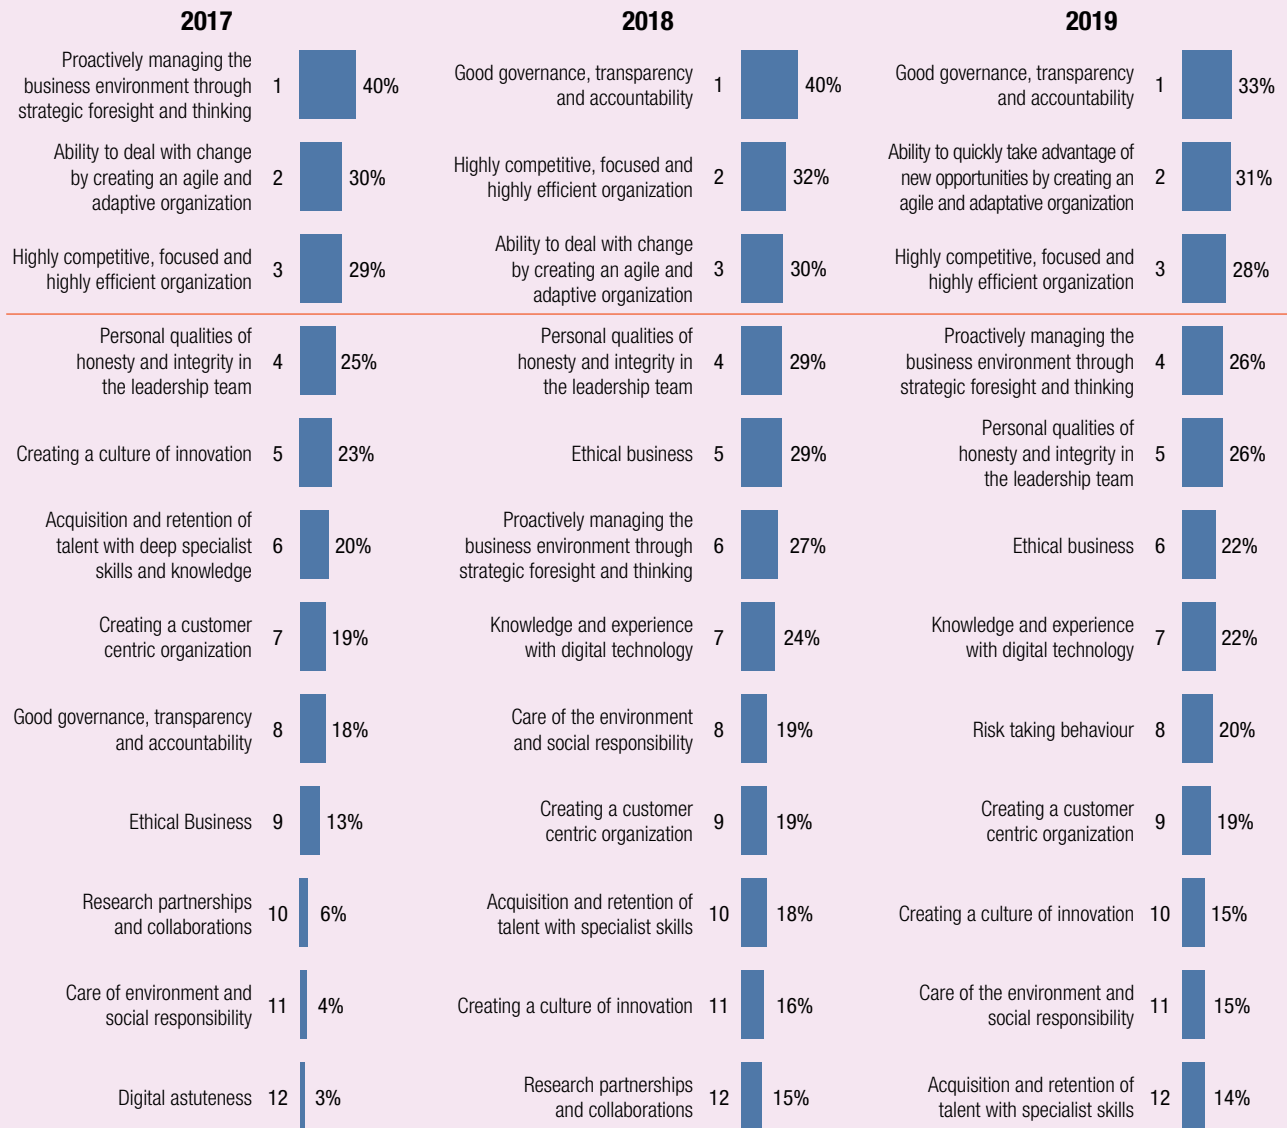 2017
Proactively managing the
business environment through
strategic foresight and thinking
1
40%
Ability to deal with change
by creating an agile and
adaptive organization
2
30%
Highly competitive, focused and
highly efficient organization
3
29%
Personal qualities of
honesty and integrity in
the leadership team
4
25%
Creating a culture of innovation
5
23%
Acquisition and retention of
talent with deep specialist
skills and knowledge
6
20%
Creating a customer
centric organization
7
19%
Good governance, transparency
and accountability
8
18%
Ethical Business
9
13%
Research partnerships
and collaborations
10
6%
Care of environment and
social responsibility
11
4%
Digital astuteness
12
3%
2018
Good governance, transparency
and accountability
1
40%
Highly competitive, focused and
highly efficient organization
2
32%
Ability to deal with change
by creating an agile and
adaptive organization
3
30%
Personal qualities of
honesty and integrity in
the leadership team
4
29%
Ethical business
5
29%
Proactively managing the
business environment through
strategic foresight and thinking
6
27%
Knowledge and experience
with digital technology
7
24%
Care of the environment
and social responsibility
8
19%
Creating a customer
centric organization
9
19%
Acquisition and retention of
talent with specialist skills
10
18%
Creating a culture of innovation
11
16%
Research partnerships
and collaborations
12
15%
2019
Good governance, transparency
and accountability
1
33%
Ability to quickly take advantage of
new opportunities by creating an
agile and adaptative organization
2
31%
Highly competitive, focused and
highly efficient organization
3
28%
Proactively managing the
business environment through
strategic foresight and thinking
4
26%
Personal qualities of
honesty and integrity in
the leadership team
5
26%
Ethical business
6
22%
Knowledge and experience
with digital technology
7
22%
Risk taking behaviour
8
20%
Creating a customer
centric organization
9
19%
Creating a culture of innovation
10
15%
Care of the environment and
social responsibility
11
15%
Acquisition and retention of
talent with specialist skills
12
14%